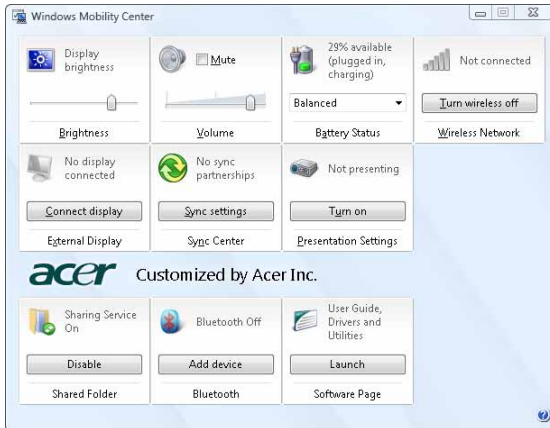 Windows Mobility Center
Display
brightness
Brightness
Mute
Volume
29% available
(plugged in,
charging)
Balanced
Battery Status
Not connected
Turn wireless off
Wireless Network
No display
connected
Connect display
External Display
No sync
partnerships
Sync settings
Sync Center
Not presenting
Turn on
Presentation Settings
acer Customized by Acer Inc.
Sharing Service
On
Disable
Shared Folder
Bluetooth Off
Add device
Bluetooth
User Guide,
Drivers and
Utilities
Launch
Software Page